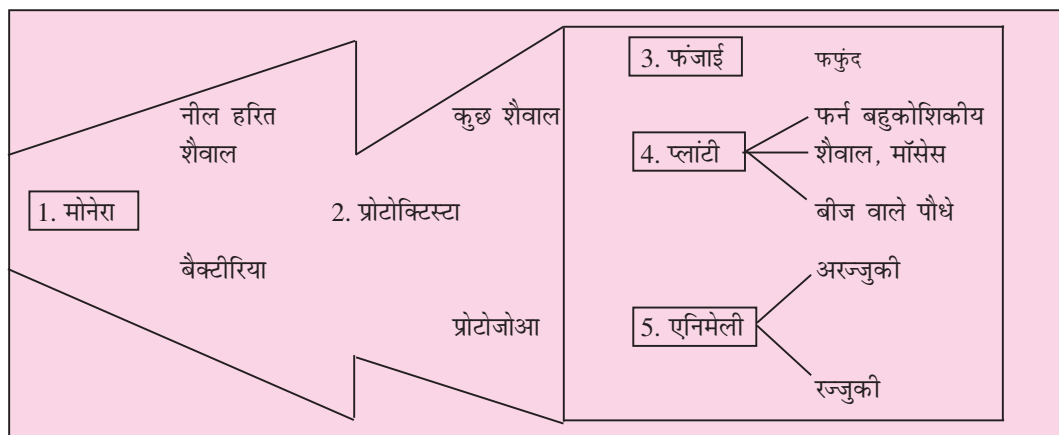 3. फंजाई
फफुंद
नील हरित
शैवाल
कुछ शैवाल
4. प्लांटी
फर्न बहुकोशिकीय
शैवाल, मॉसेस
बीज वाले पौधे
1. मोनेरा
2. प्रोटोक्टिस्टा
बैक्टीरिया
प्रोटोजोआ
5. एनिमेली
अरज्जुकी
रज्जुकी